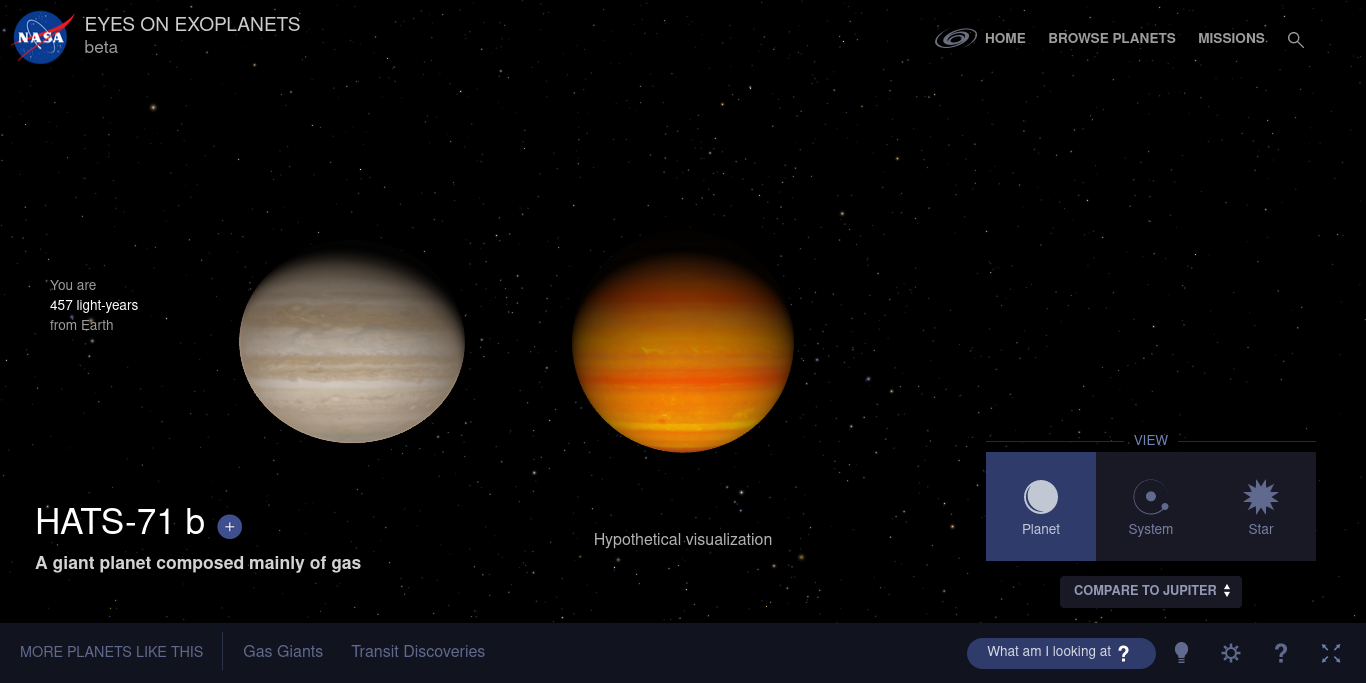 NASA
EYES ON EXOPLANETS
beta
HOME
BROWSE PLANETS
MISSIONS
You are
457 light-years
from Earth
VIEW
Planet
System
Star
HATS-71 b +
A giant planet composed mainly of gas
Hypothetical visualization
COMPARE TO JUPITER
MORE PLANETS LIKE THIS
Gas Giants
Transit Discoveries
What am I looking at ?
?